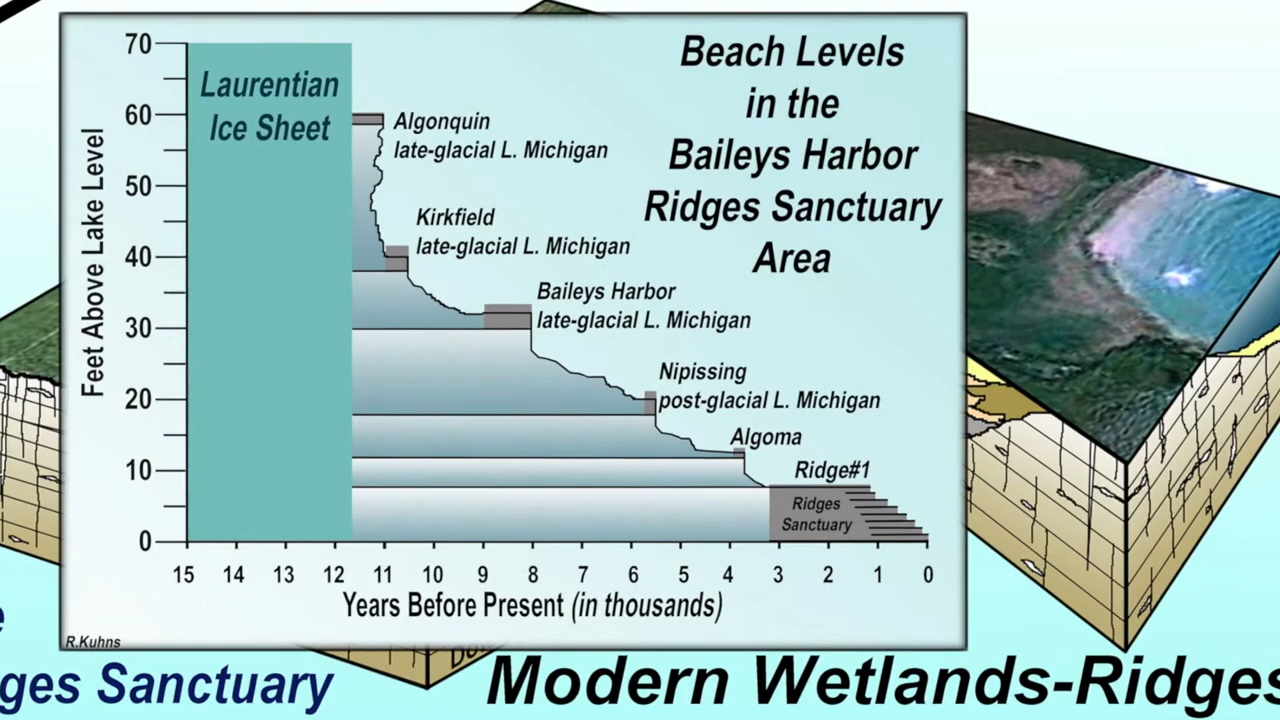 Beach Levels
in the
Baileys Harbor
Ridges Sanctuary
Area
Laurentian
Ice Sheet
Algonquin
late-glacial L. Michigan
Kirkfield
late-glacial L. Michigan
Baileys Harbor
late-glacial L. Michigan
Nipissing
post-glacial L. Michigan
Algoma
Ridge#1
Ridges
Sanctuary
Feet Above Lake Level
70
60
50
40
30
20
10
0
15 14 13 12 11 10 9 8 7 6 5 4 3 2 1 0
Years Before Present (in thousands)
R.Kuhns
ges Sanctuary
Modern Wetlands-Ridges